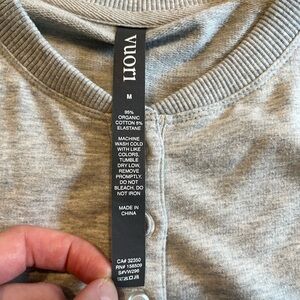 vuori
M
95%
ORGANIC
COTTON 5%
ELASTANE
MACHINE
WASH COLD
WITH LIKE
COLORS,
TUMBLE
DRY LOW,
REMOVE
PROMPTLY,
DO NOT
BLEACH, DO
NOT IRON
MADE IN
CHINA
CA# 32350
RN# 158809